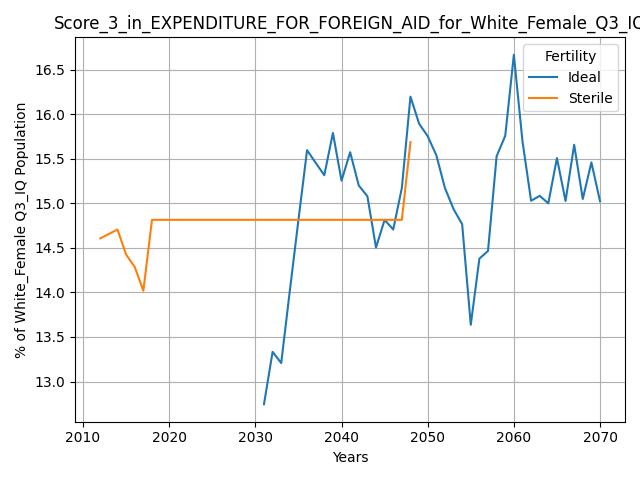 Score_3_in_EXPENDITURE_FOR_FOREIGN_AID_for_White_Female_Q3_IQ
Fertility
Ideal
Sterile
% of White_Female Q3_IQ Population
16.5
16.0
15.5
15.0
14.5
14.0
13.5
13.0
2010 2020 2030 2040 2050 2060 2070
Years